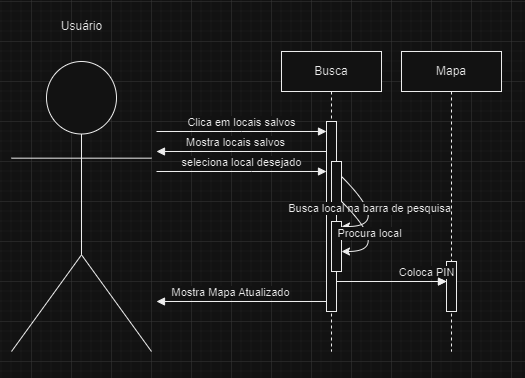 Usuário
Busca
Mapa
Clica em locais salvos
Mostra locais salvos
seleciona local desejado
Busca local na barra de pesquisa
Procura local
Coloca PIN
Mostra Mapa Atualizado